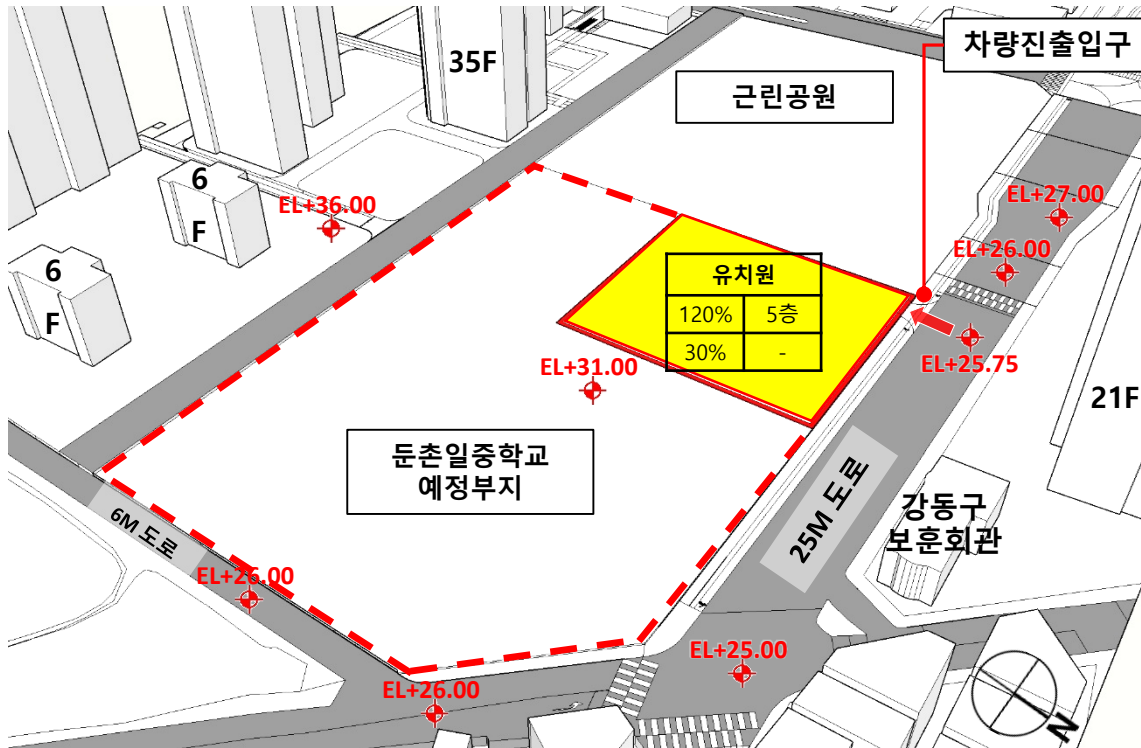 차량진출입구
35F
근린공원
6
F
EL+36.00
EL+27.00
EL+26.00
6
F
유치원
120% 5층
30% -
EL+31.00
EL+25.75
21F
둔촌일중학교
예정부지
25M 도로
강동구
보훈회관
6M 도로
EL+26.00
EL+25.00
EL+26.00
N